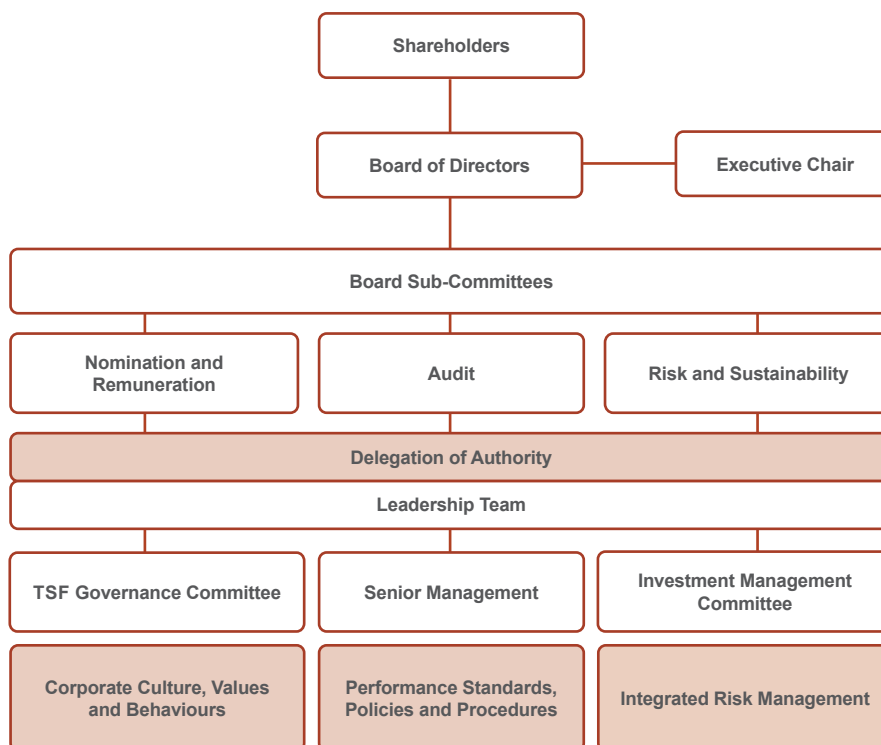 Shareholders
Board of Directors
Executive Chair
Board Sub-Committees
Nomination and
Remuneration
Audit
Risk and Sustainability
Delegation of Authority
Leadership Team
TSF Governance Committee
Senior Management
Investment Management
Committee
Corporate Culture, Values
and Behaviours
Performance Standards,
Policies and Procedures
Integrated Risk Management